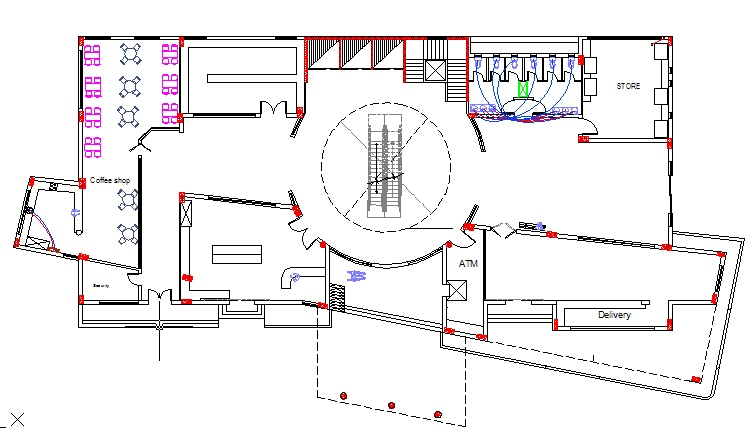 STORE
Coffee shop
ATM
Security
Delivery
X